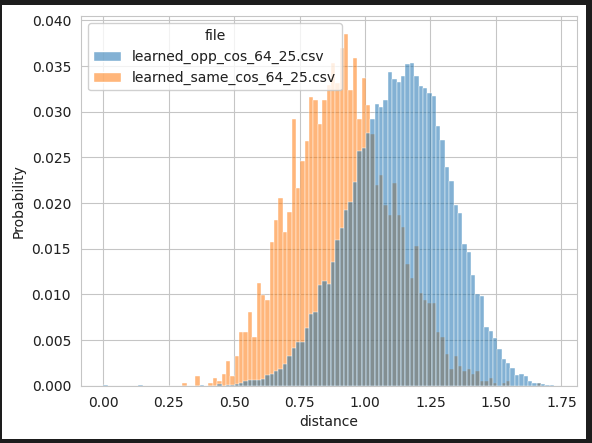 file
learned_opp_cos_64_25.csv
learned_same_cos_64_25.csv
Probability
0.040
0.035
0.030
0.025
0.020
0.015
0.010
0.005
0.000
0.00 0.25 0.50 0.75 1.00 1.25 1.50 1.75
distance